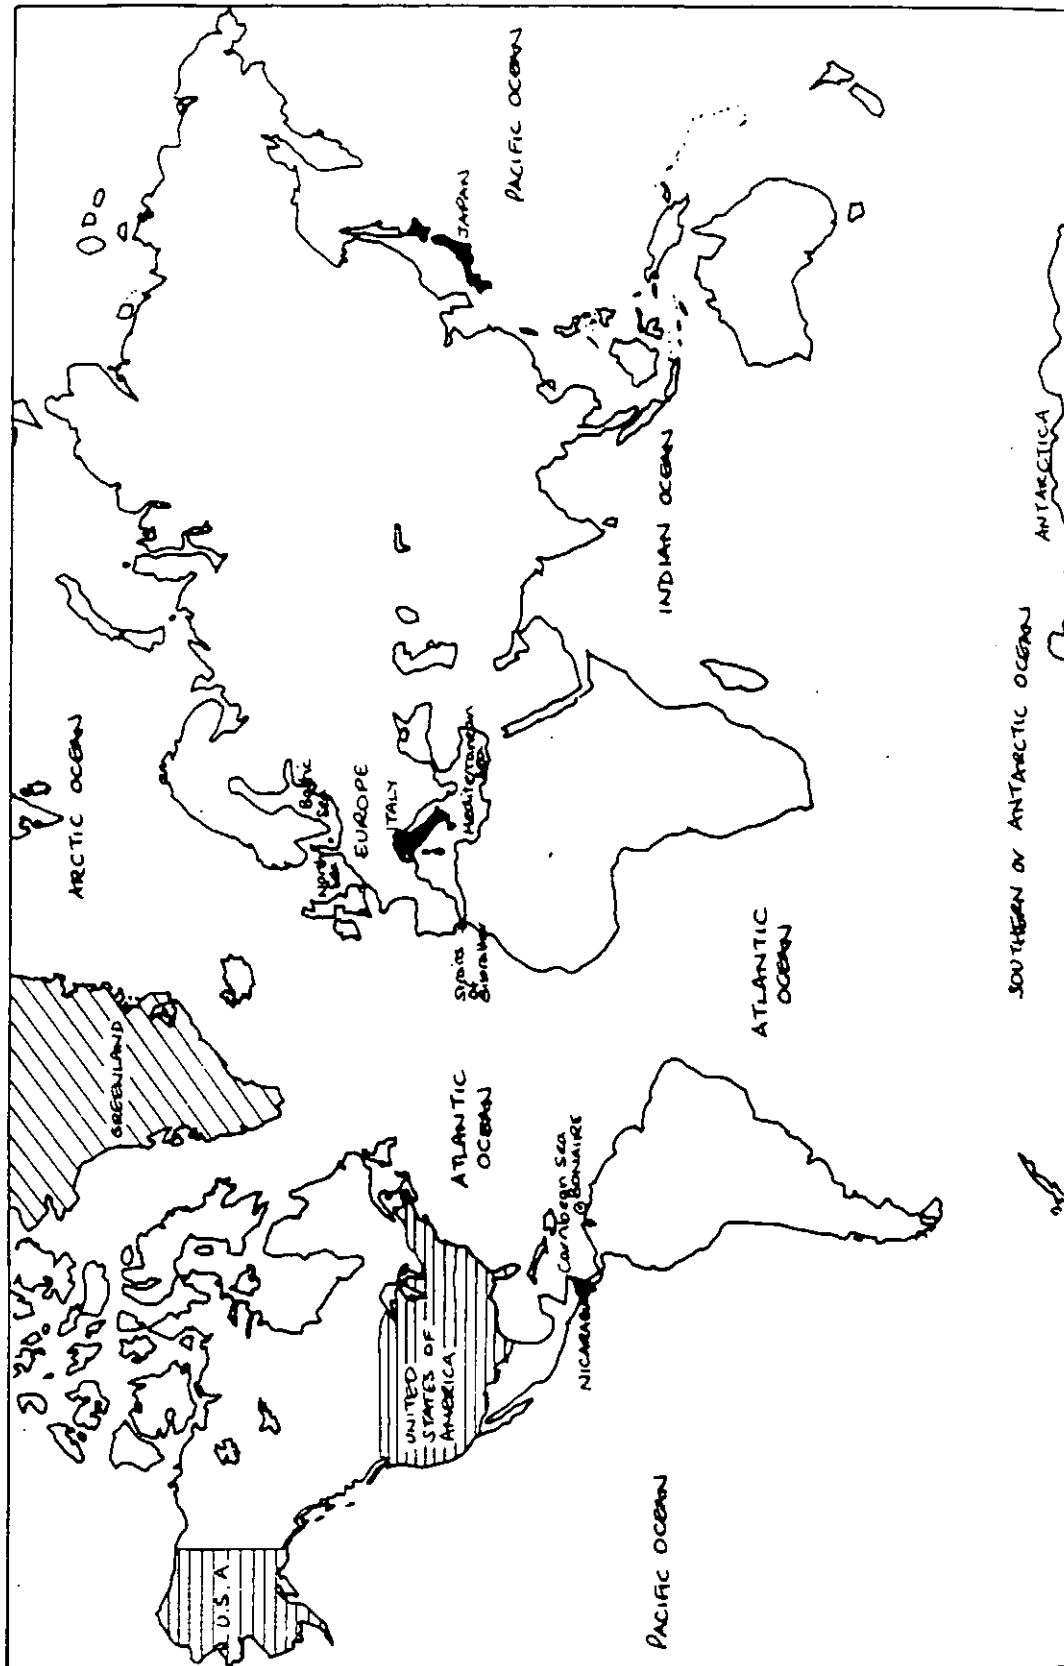 ARCTIC OCEAN
GREENLAND
U.S.A
UNITED
STATES OF
AMERICA
ATLANTIC
OCEAN
North
Sea
Baltic
Sea
EUROPE
ITALY
Mediterranean
Sea
Straits
of
Gibraltar
JAPAN
PACIFIC OCEAN
Carribean Sea
BONAIRE
NICARAGUA
PACIFIC OCEAN
ATLANTIC
OCEAN
INDIAN OCEAN
SOUTHERN or ANTARCTIC OCEAN
ANTARCTICA